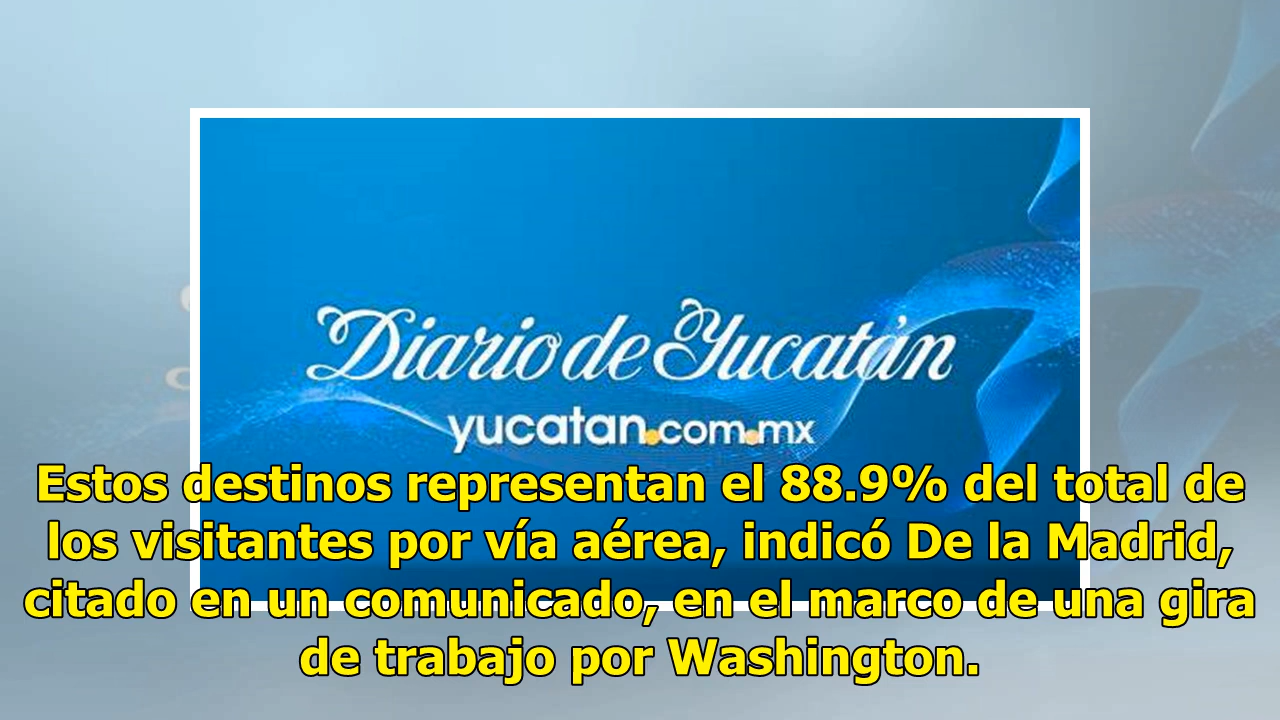 Diario de Yucatán
yucatan.com.mx
Estos destinos representan el 88.9% del total de
los visitantes por vía aérea, indicó De la Madrid,
citado en un comunicado, en el marco de una gira
de trabajo por Washington.